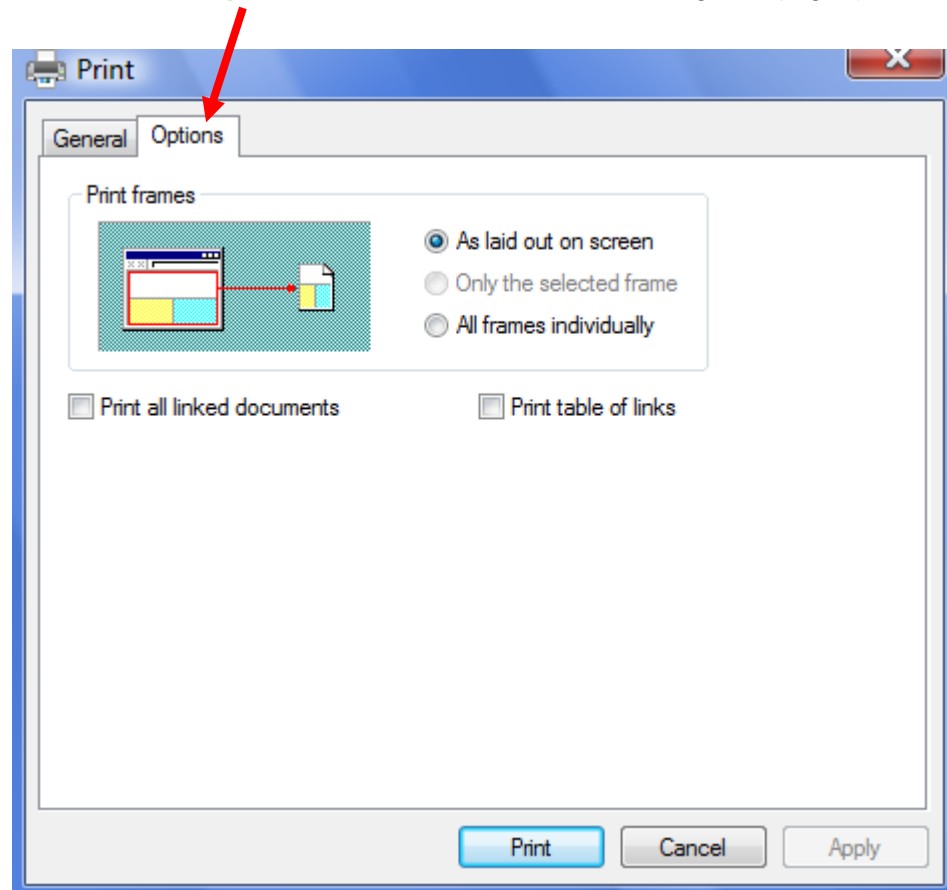 Print
General Options
Print frames
As laid out on screen
Only the selected frame
All frames individually
Print all linked documents Print table of links
Print Cancel Apply